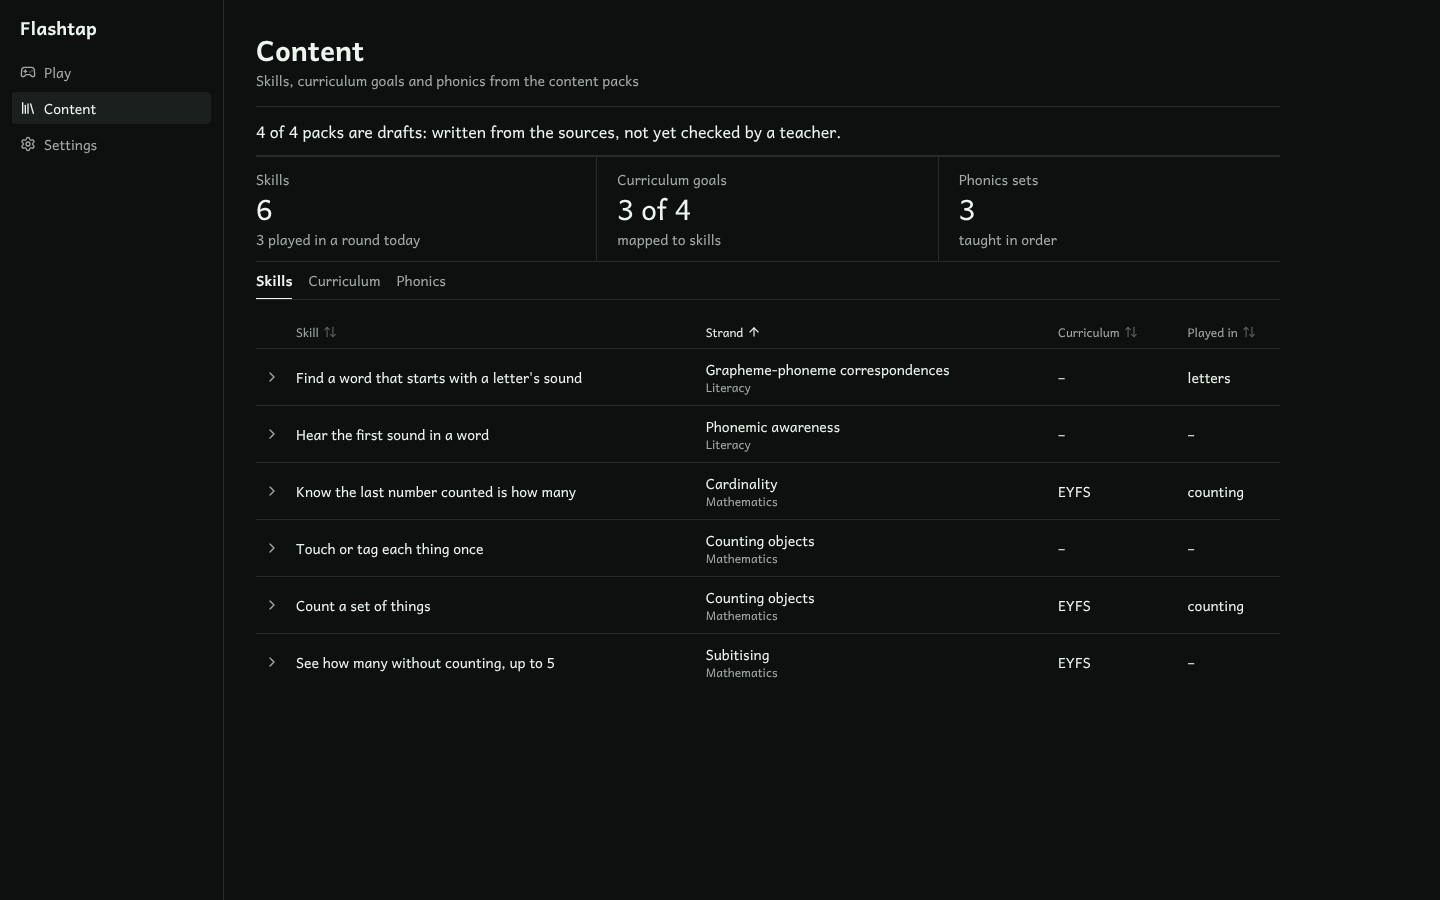 Flashtap
Play
Content
Settings
Content
Skills, curriculum goals and phonics from the content packs
4 of 4 packs are drafts: written from the sources, not yet checked by a teacher.
Skills
6
3 played in a round today
Curriculum goals
3 of 4
mapped to skills
Phonics sets
3
taught in order
Skills Curriculum Phonics
Skill Strand Curriculum Played in
Find a word that starts with a letter's sound
Grapheme-phoneme correspondences
Literacy
–
letters
Hear the first sound in a word
Phonemic awareness
Literacy
–
–
Know the last number counted is how many
Cardinality
Mathematics
EYFS
counting
Touch or tag each thing once
Counting objects
Mathematics
–
–
Count a set of things
Counting objects
Mathematics
EYFS
counting
See how many without counting, up to 5
Subitising
Mathematics
EYFS
–